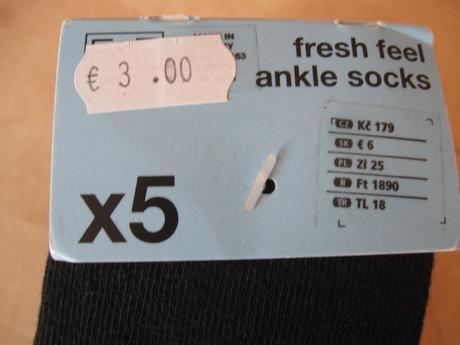 € 3 .00
fresh feel
ankle socks
x5
CZ Kč 179
SK € 6
PL Zł 25
H Ft 1890
TR TL 18